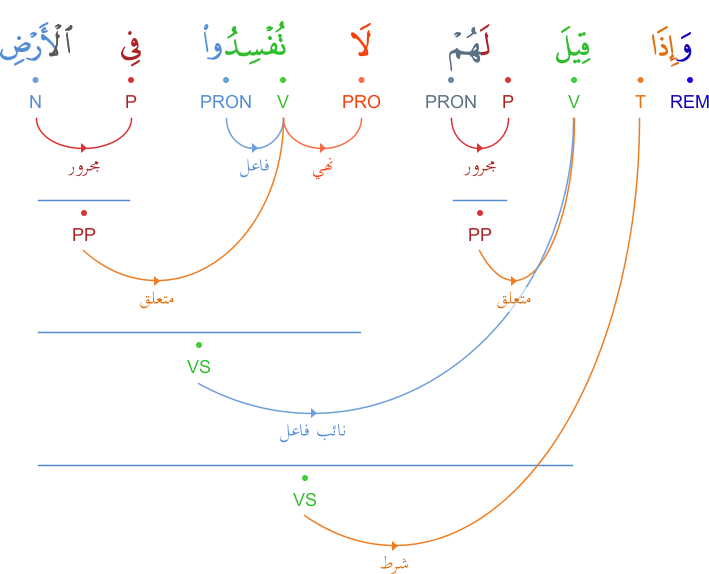 وَإِذَا قِيلَ لَهُمْ لَا تُفْسِدُوا۟ فِى ٱلْأَرْضِ
REM T V P PRON PRO V PRON P N
مجرور فاعل نهي مجرور
PP PP
متعلق متعلق
VS
نائب فاعل
VS
شرط